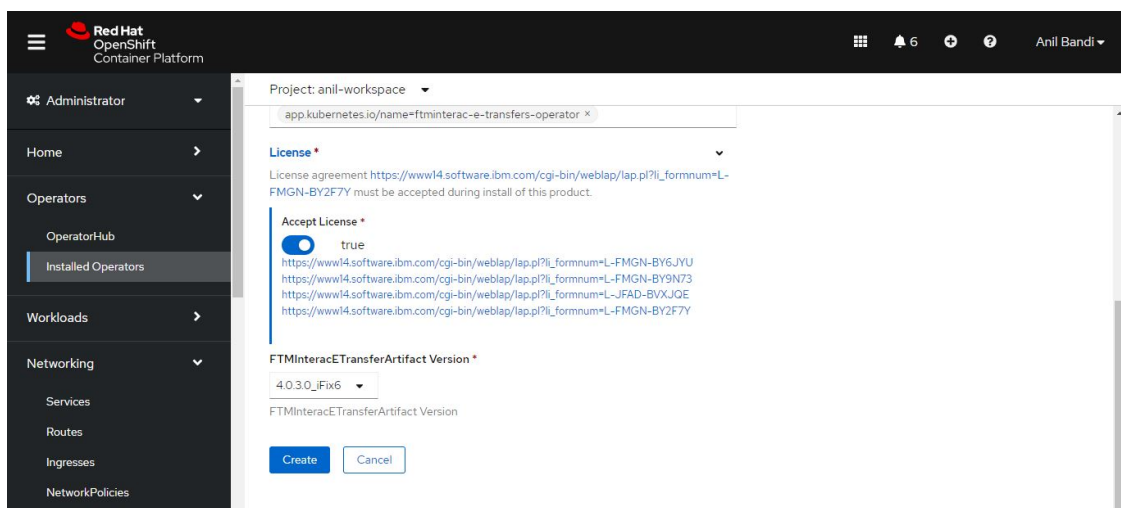 Red Hat
OpenShift
Container Platform
6
Anil Bandi
Administrator
Home
Operators
OperatorHub
Installed Operators
Workloads
Networking
Services
Routes
Ingresses
NetworkPolicies
Project: anil-workspace
app.kubernetes.io/name=ftminterac-e-transfers-operator ×
License *
License agreement https://www14.software.ibm.com/cgi-bin/weblap/lap.pl?li_formnum=L-
FMGN-BY2F7Y must be accepted during install of this product.
Accept License *
true
https://www14.software.ibm.com/cgi-bin/weblap/lap.pl?li_formnum=L-FMGN-BY6JYU
https://www14.software.ibm.com/cgi-bin/weblap/lap.pl?li_formnum=L-FMGN-BY9N73
https://www14.software.ibm.com/cgi-bin/weblap/lap.pl?li_formnum=L-JFAD-BVXJQE
https://www14.software.ibm.com/cgi-bin/weblap/lap.pl?li_formnum=L-FMGN-BY2F7Y
FTMInteracETransferArtifact Version *
4.0.3.0_iFix6
FTMInteracETransferArtifact Version
Create
Cancel